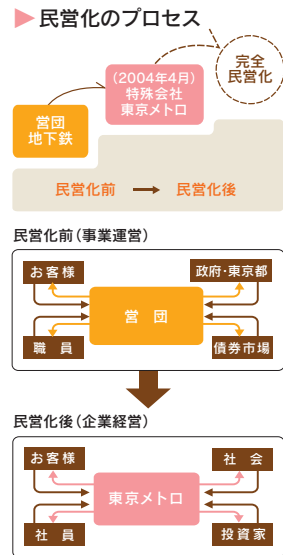 ▶ 民営化のプロセス
完全
民営化
(2004年4月)
特殊会社
東京メトロ
営団
地下鉄
民営化前 → 民営化後
民営化前(事業運営)
お客様
政府・東京都
営団
職員
債券市場
民営化後(企業経営)
お客様
社会
東京メトロ
社員
投資家